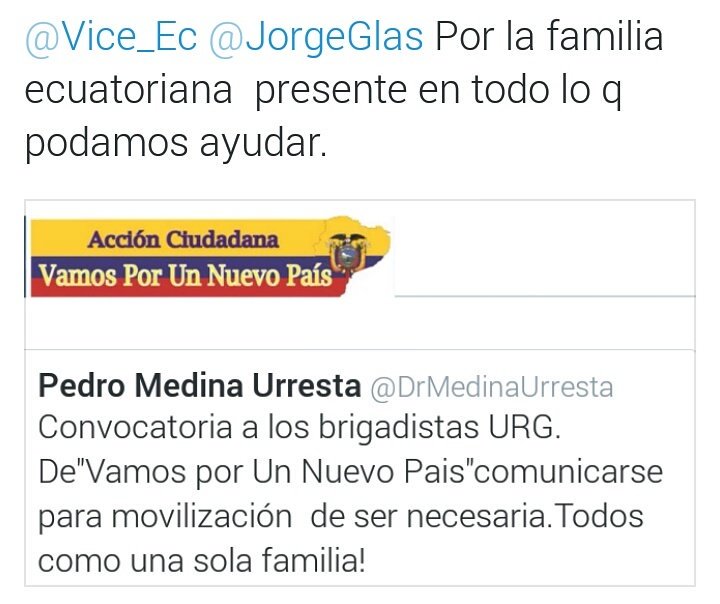 @Vice_Ec @JorgeGlas Por la familia
ecuatoriana  presente en todo lo q
podamos ayudar.
Acción Ciudadana
Vamos Por Un Nuevo País
Pedro Medina Urresta @DrMedinaUrresta
Convocatoria a los brigadistas URG.
De"Vamos por Un Nuevo Pais"comunicarse
para movilización  de ser necesaria.Todos
como una sola familia!